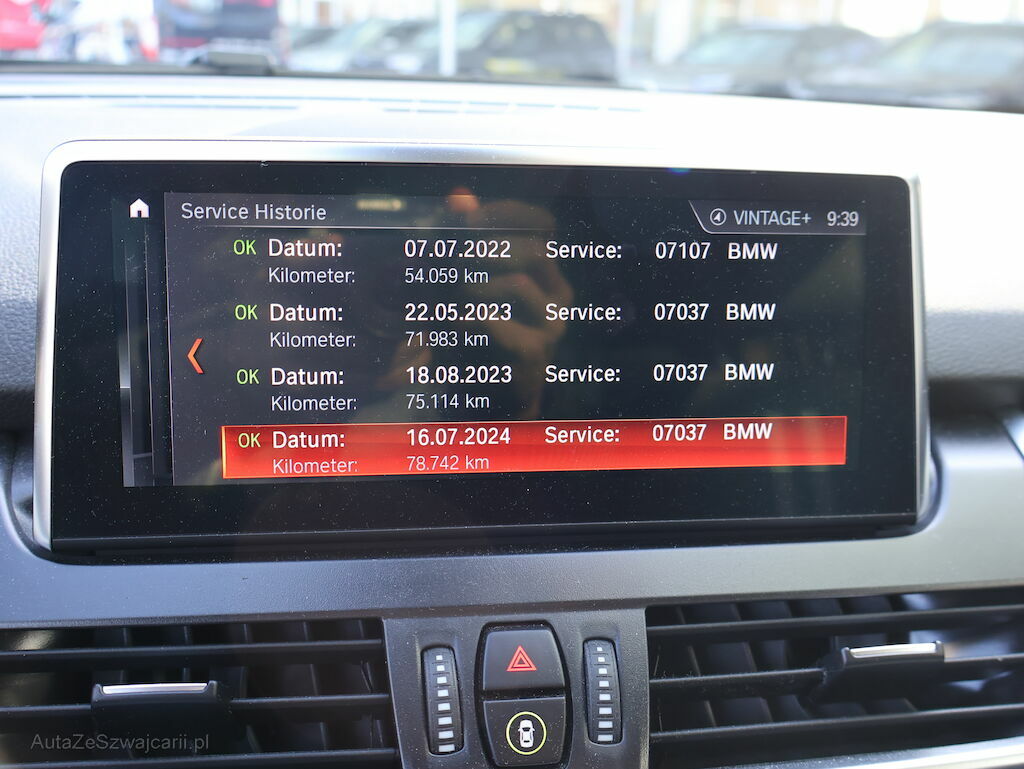 Service Historie
VINTAGE+ 9:39
OK Datum: 07.07.2022 Service: 07107 BMW
Kilometer: 54.059 km
OK Datum: 22.05.2023 Service: 07037 BMW
Kilometer: 71.983 km
OK Datum: 18.08.2023 Service: 07037 BMW
Kilometer: 75.114 km
OK Datum: 16.07.2024 Service: 07037 BMW
Kilometer: 78.742 km
AutaZeSzwajcarii.pl